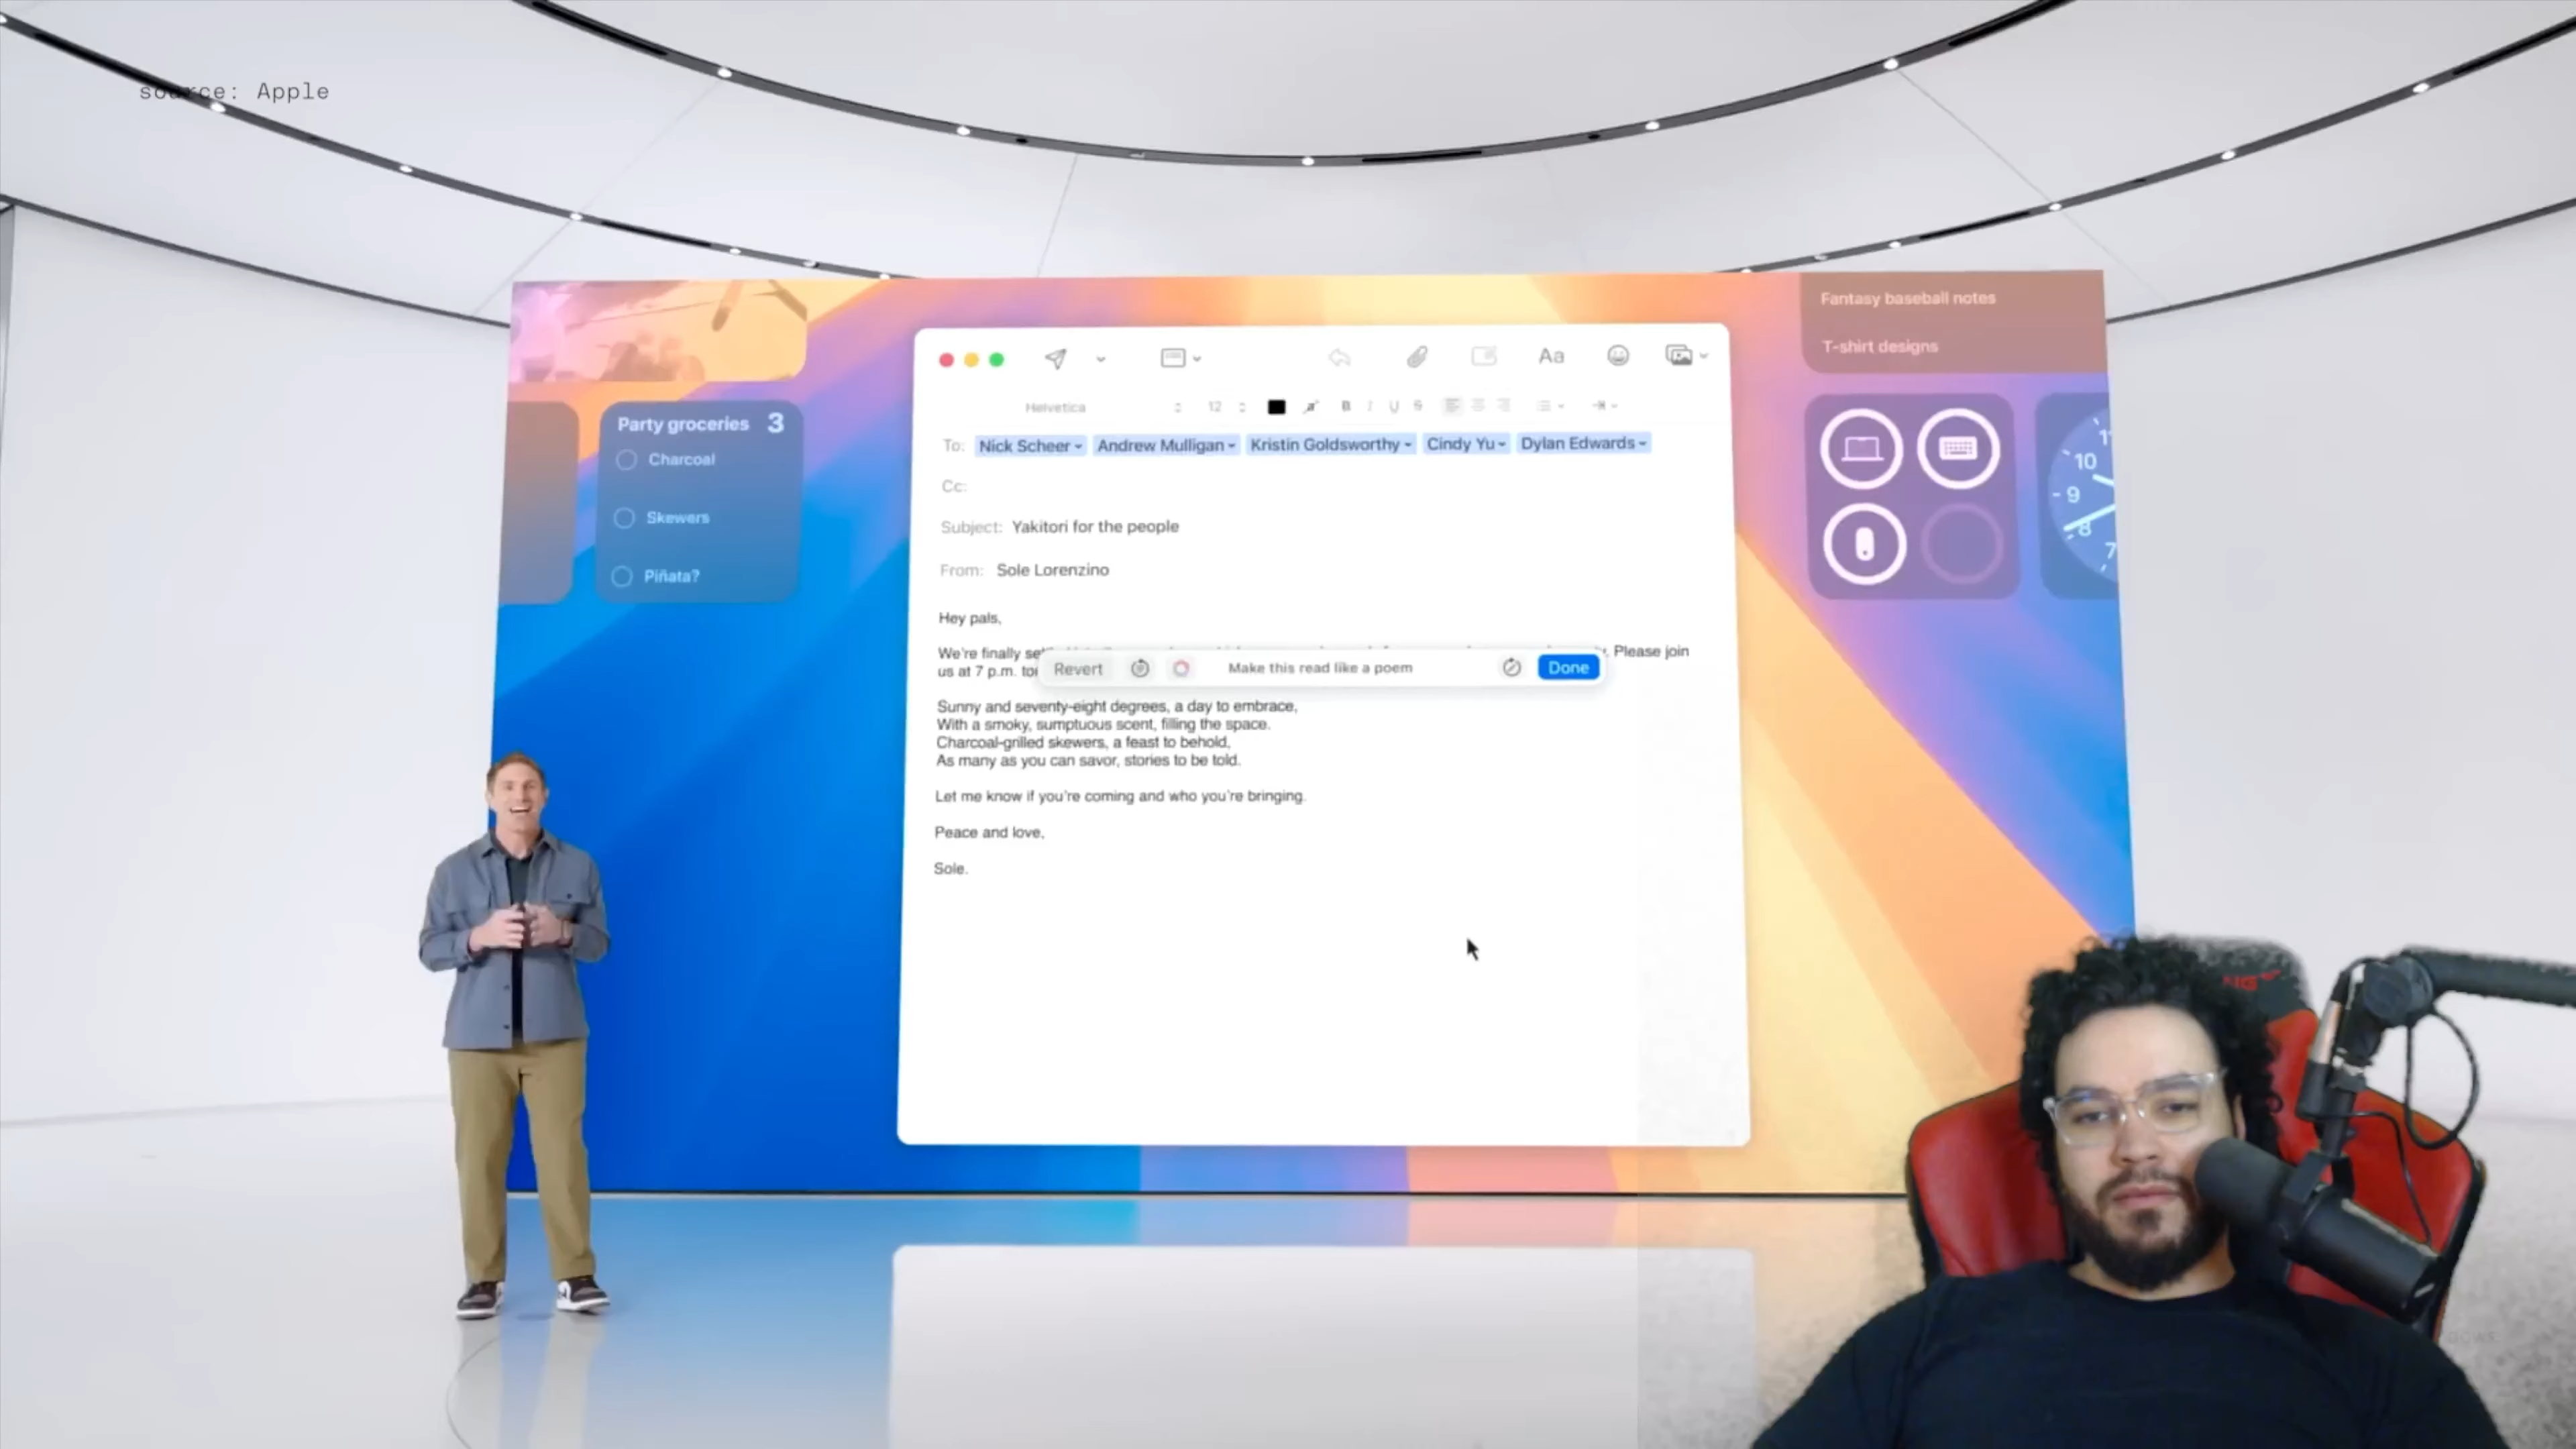 source: Apple
Fantasy baseball notes
T-shirt designs
Party groceries 3
Charcoal
Skewers
Piñata?
Helvetica 12
B I U S
Aa
To: Nick Scheer Andrew Mulligan Kristin Goldsworthy Cindy Yu Dylan Edwards
Cc:
Subject: Yakitori for the people
From: Sole Lorenzino
Hey pals,
We're finally Please join
us at 7 p.m.
Revert Make this read like a poem Done
Sunny and seventy-eight degrees, a day to embrace,
With a smoky, sumptuous scent, filling the space.
Charcoal-grilled skewers, a feast to behold,
As many as you can savor, stories to be told.
Let me know if you're coming and who you're bringing.
Peace and love,
Sole.
10
9
8
7